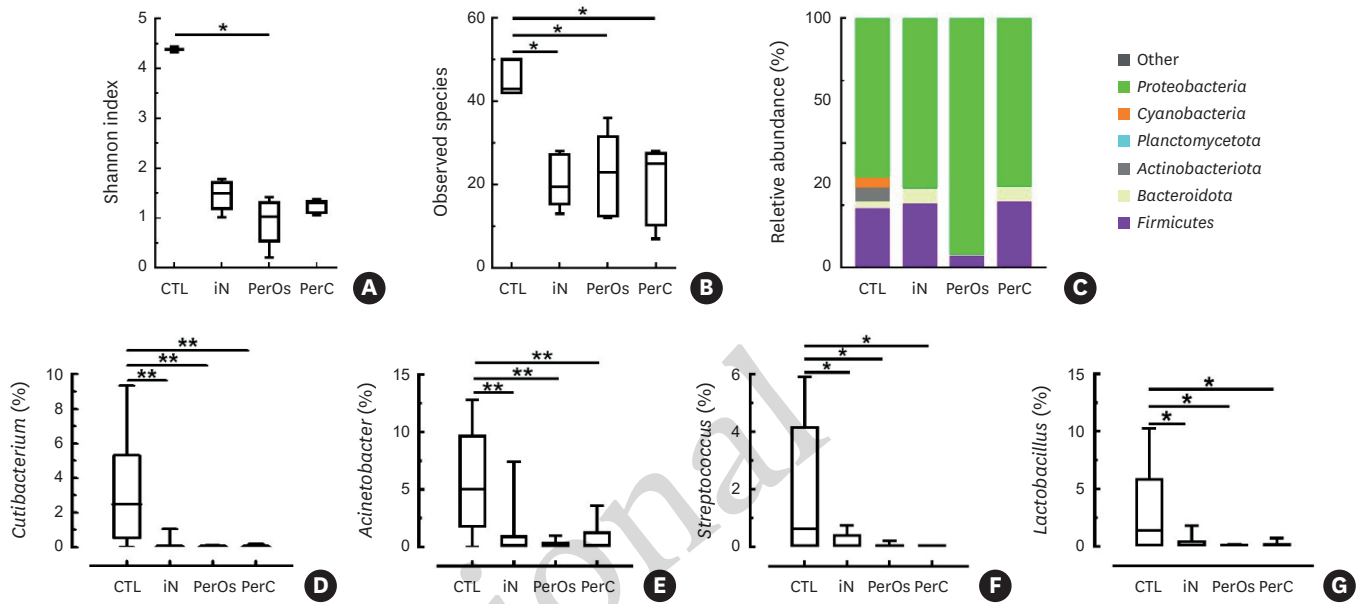 *
Shannon index
5
4
2
1
0
CTL iN PerOs PerC
A
*
*
*
Observed species
60
40
20
0
CTL iN PerOs PerC
B
Reletive abundance (%)
100
50
20
0
CTL iN PerOs PerC
C
Other
Proteobacteria
Cyanobacteria
Planctomycetota
Actinobacteriota
Bacteroidota
Firmicutes
**
**
**
Cutibacterium (%)
10
8
6
4
2
0
CTL iN PerOs PerC
D
**
**
**
Acinetobacter (%)
15
10
5
0
CTL iN PerOs PerC
E
*
*
*
Streptococcus (%)
6
4
2
0
CTL iN PerOs PerC
F
*
*
*
Lactobacillus (%)
15
10
5
0
CTL iN PerOs PerC
G